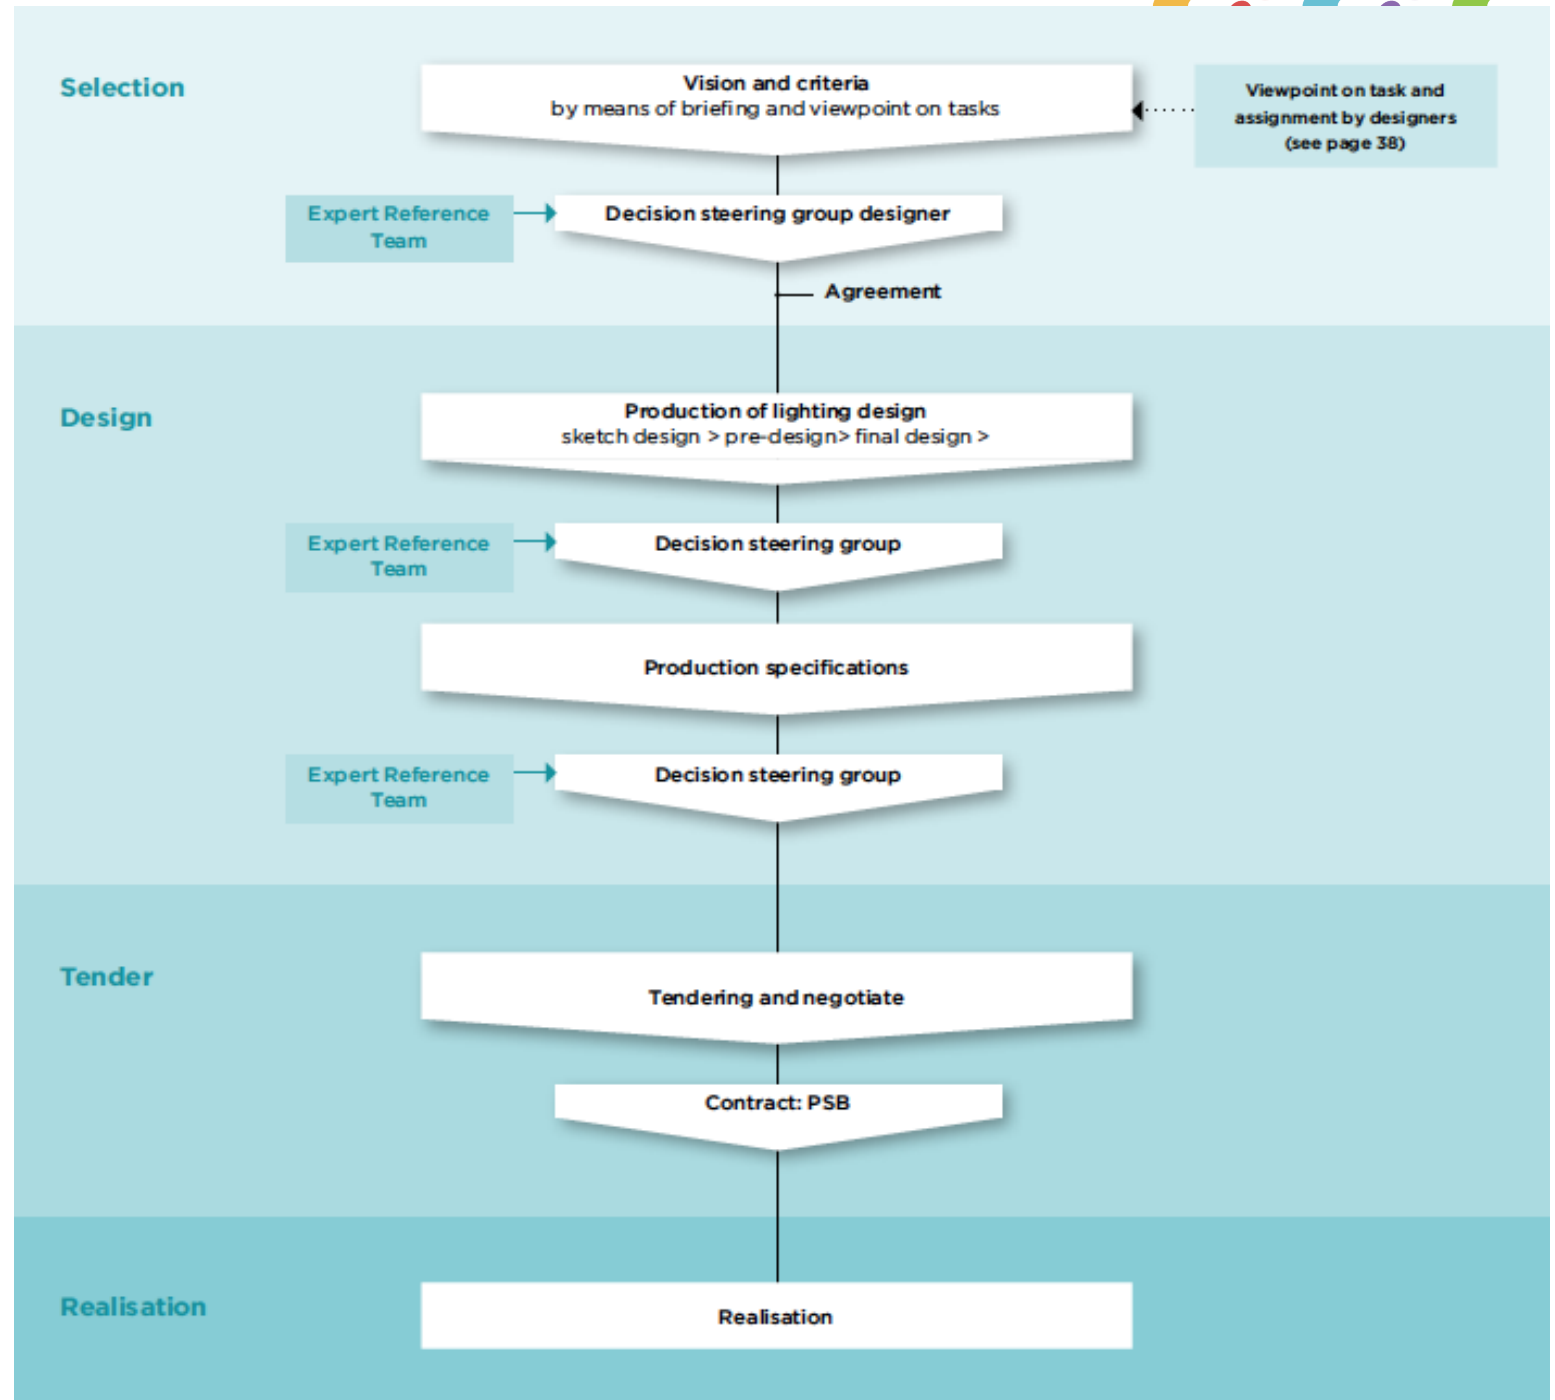 Selection
Vision and criteria
by means of briefing and viewpoint on tasks
Viewpoint on task and
assignment by designers
(see page 38)
Expert Reference
Team
Decision steering group designer
Agreement
Design
Production of lighting design
sketch design > pre-design> final design >
Expert Reference
Team
Decision steering group
Production specifications
Expert Reference
Team
Decision steering group
Tender
Tendering and negotiate
Contract: PSB
Realisation
Realisation